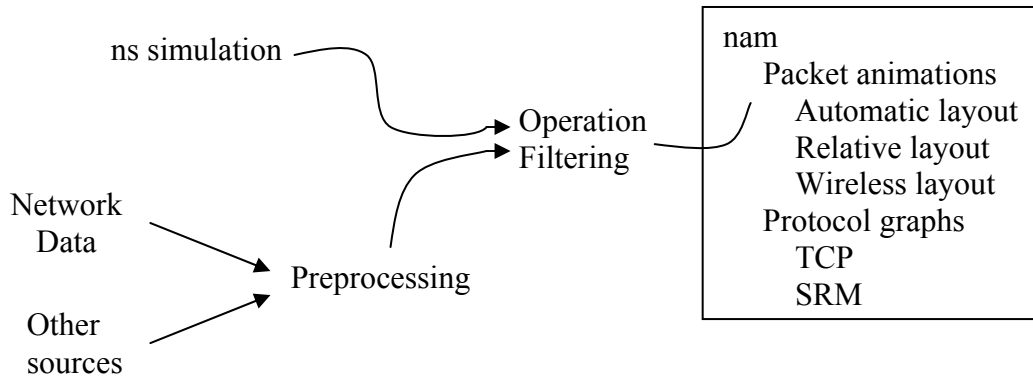 ns simulation
Operation
Filtering
Network
Data
Other
sources
Preprocessing
nam
Packet animations
Automatic layout
Relative layout
Wireless layout
Protocol graphs
TCP
SRM